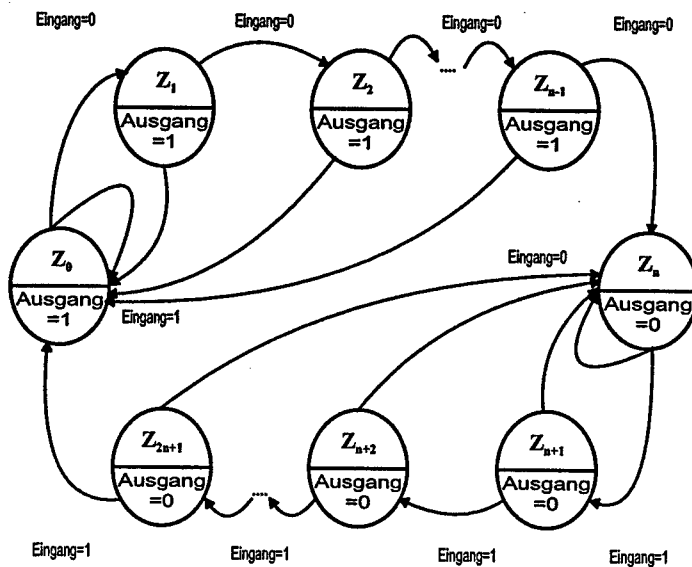 Eingang=0
Eingang=0
Eingang=0
Eingang=0
Z₁
Ausgang
=1
Z₂
Ausgang
=1
....
Zₙ₋₁
Ausgang
=1
Z₀
Ausgang
=1
Eingang=1
Eingang=0
Zₙ
Ausgang
=0
Z₂ₙ₊₁
Ausgang
=0
....
Zₙ₊₂
Ausgang
=0
Zₙ₊₁
Ausgang
=0
Eingang=1
Eingang=1
Eingang=1
Eingang=1